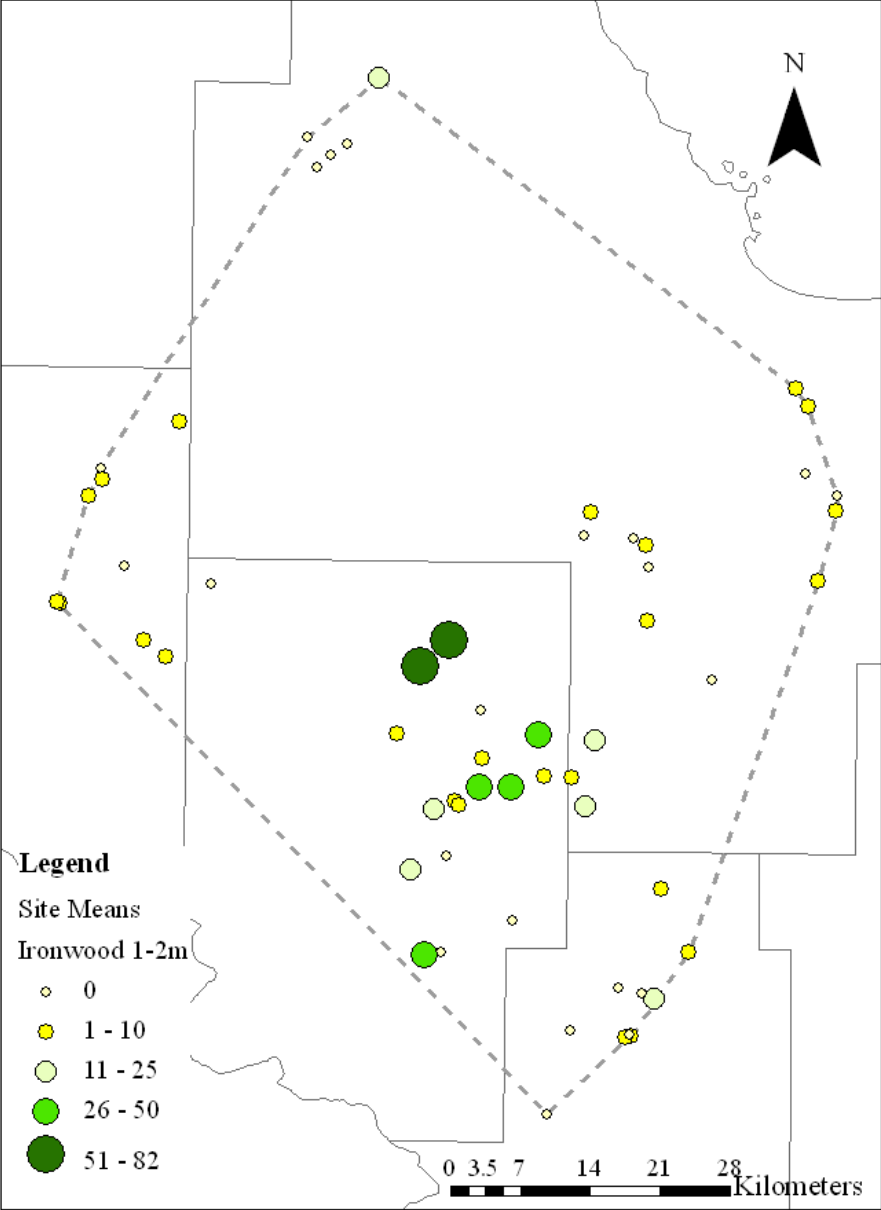 N
Legend
Site Means
Ironwood 1-2m
0
1 - 10
11 - 25
26 - 50
51 - 82
0 3.5 7 14 21 28
Kilometers